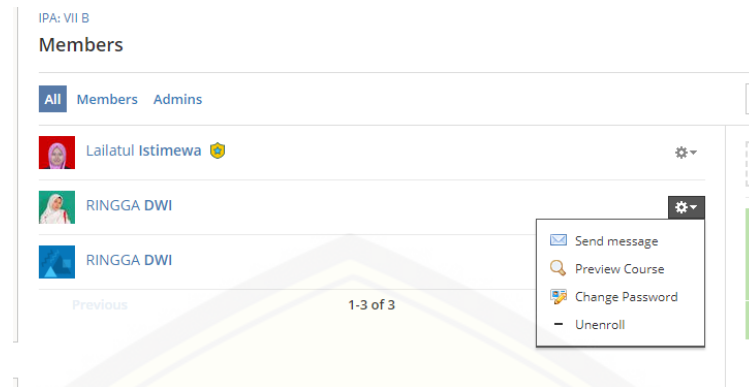 IPA: VII B
Members
All Members Admins
Lailatul Istimewa
RINGGA DWI
RINGGA DWI
Send message
Preview Course
Change Password
Unenroll
Previous 1-3 of 3